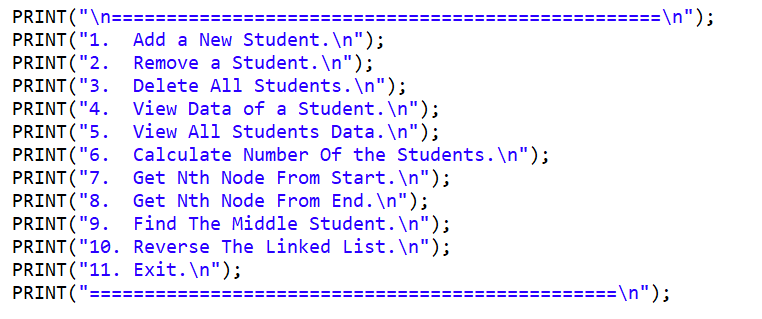 PRINT("\n==================================================\n");
PRINT("1.  Add a New Student.\n");
PRINT("2.  Remove a Student.\n");
PRINT("3.  Delete All Students.\n");
PRINT("4.  View Data of a Student.\n");
PRINT("5.  View All Students Data.\n");
PRINT("6.  Calculate Number Of the Students.\n");
PRINT("7.  Get Nth Node From Start.\n");
PRINT("8.  Get Nth Node From End.\n");
PRINT("9.  Find The Middle Student.\n");
PRINT("10. Reverse The Linked List.\n");
PRINT("11. Exit.\n");
PRINT("================================================\n");